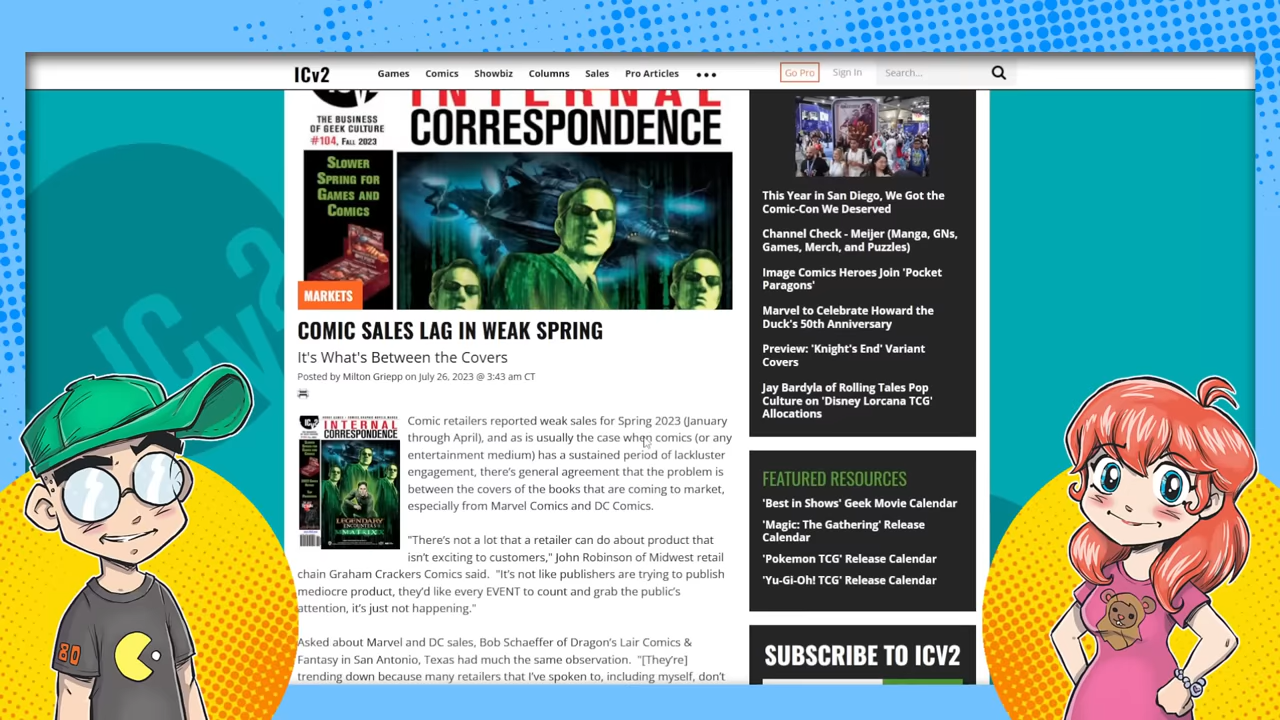 ICv2
Games
Comics
Showbiz
Columns
Sales
Pro Articles
Go Pro
Sign In
Search...
INTERNAL
CORRESPONDENCE
THE BUSINESS
OF GEEK CULTURE
#104, FALL 2023
SLOWER
SPRING FOR
GAMES AND
COMICS
MARKETS
COMIC SALES LAG IN WEAK SPRING
It's What's Between the Covers
Posted by Milton Griepp on July 26, 2023 @ 3:43 am CT
INTERNAL
CORRESPONDENCE
LEGENDARY
ENCOUNTERS
MATRIX
Comic retailers reported weak sales for Spring 2023 (January
through April), and as is usually the case when comics (or any
entertainment medium) has a sustained period of lackluster
engagement, there's general agreement that the problem is
between the covers of the books that are coming to market,
especially from Marvel Comics and DC Comics.
"There's not a lot that a retailer can do about product that
isn't exciting to customers," John Robinson of Midwest retail
chain Graham Crackers Comics said. "It's not like publishers are trying to publish
mediocre product, they'd like every EVENT to count and grab the public's
attention, it's just not happening."
Asked about Marvel and DC sales, Bob Schaeffer of Dragon's Lair Comics &
Fantasy in San Antonio, Texas had much the same observation. "[They're]
trending down because many retailers that I've spoken to, including myself, don't
This Year in San Diego, We Got the
Comic-Con We Deserved
Channel Check - Meijer (Manga, GNs,
Games, Merch, and Puzzles)
Image Comics Heroes Join 'Pocket
Paragons'
Marvel to Celebrate Howard the
Duck's 50th Anniversary
Preview: 'Knight's End' Variant
Covers
Jay Bardyla of Rolling Tales Pop
Culture on 'Disney Lorcana TCG'
Allocations
FEATURED RESOURCES
'Best in Shows' Geek Movie Calendar
'Magic: The Gathering' Release
Calendar
'Pokemon TCG' Release Calendar
'Yu-Gi-Oh! TCG' Release Calendar
SUBSCRIBE TO ICV2
ICv2
80